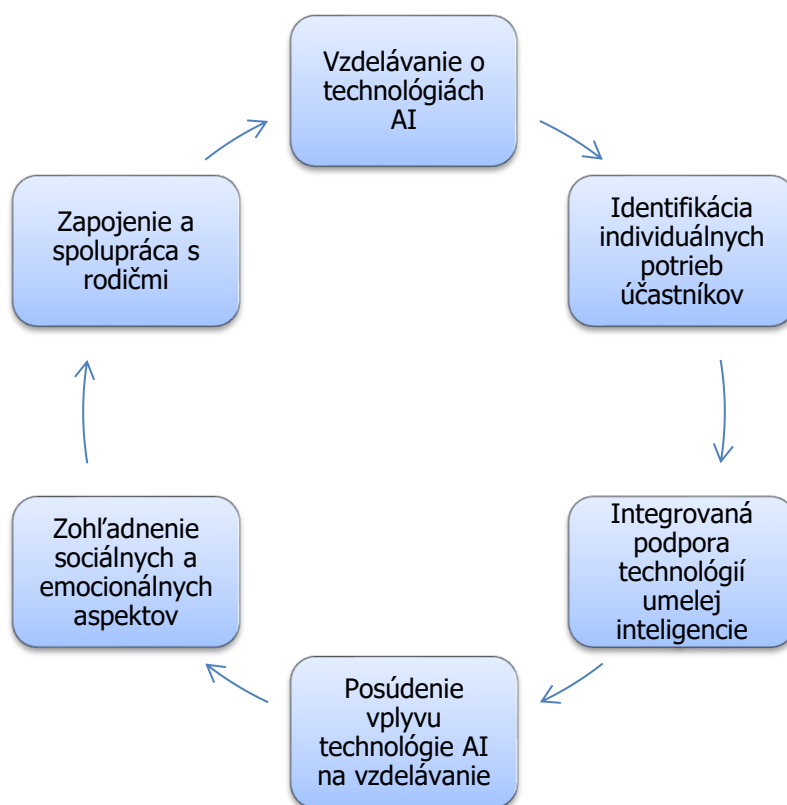 Vzdelávanie o
technológiách
AI
Identifikácia
individuálnych
potrieb
účastníkov
Integrovaná
podpora
technológií
umelej
inteligencie
Posúdenie
vplyvu
technológie AI
na vzdelávanie
Zohľadnenie
sociálnych a
emocionálnych
aspektov
Zapojenie a
spolupráca s
rodičmi